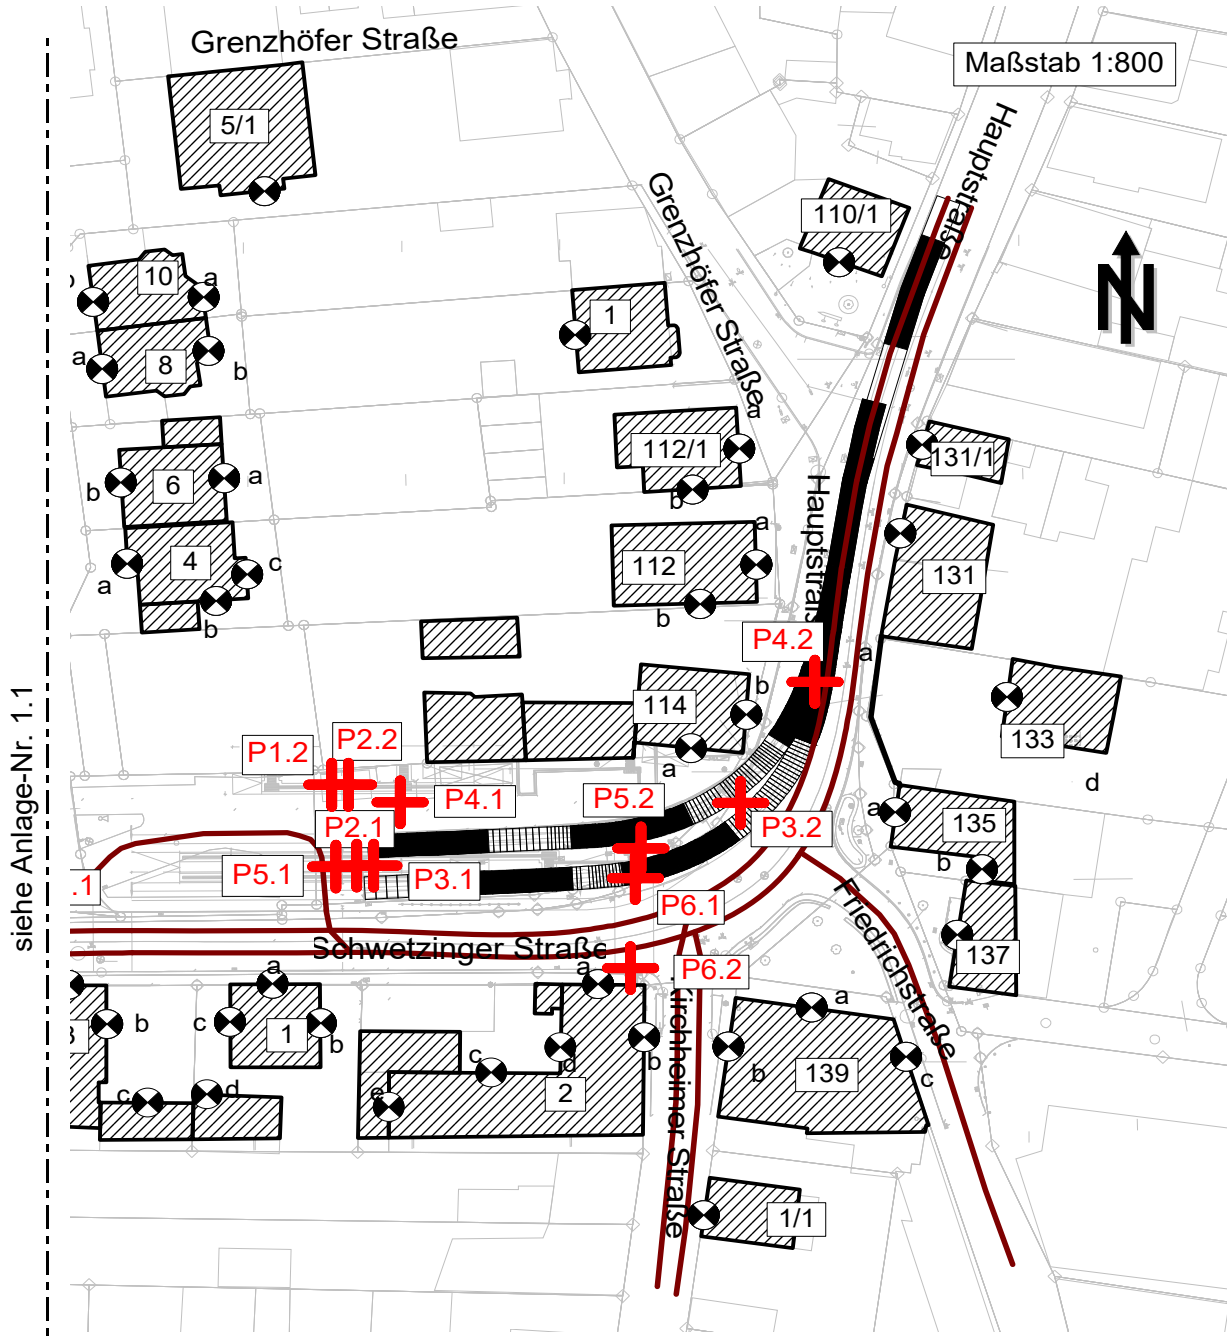 Grenzhöfer Straße
Maßstab 1:800
Hauptstraße
5/1
Grenzhöfer Straße
110/1
10
a
1
a
8
b
a
112/1
131/1
b
6
a
b
Hauptstraße
a
4
c
112
131
a
b
b
P4.2
a
siehe Anlage-Nr. 1.1
114
b
133
P1.2
P2.2
a
d
P4.1
P5.2
a
P2.1
P3.2
135
b
P5.1
P3.1
.1
P6.1
Friedrichstraße
Schwetzinger Straße
137
a
a
P6.2
Kirchheimer Straße
a
b
c
1
b
c
d
b
2
b
139
c
c
d
e
1/1